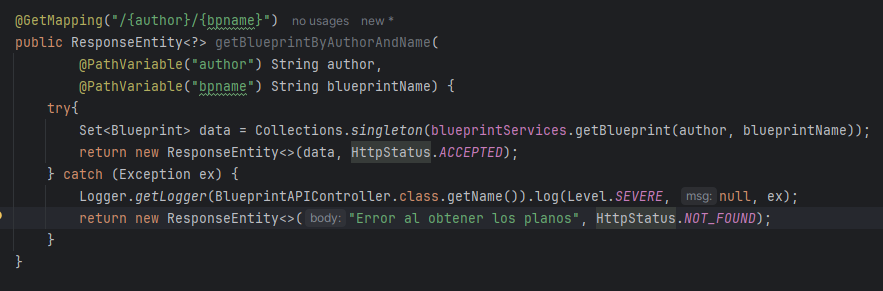 @GetMapping("/{author}/{bpname}") no usages new *
public ResponseEntity<?> getBlueprintByAuthorAndName(
@PathVariable("author") String author,
@PathVariable("bpname") String blueprintName) {
try{
Set<Blueprint> data = Collections.singleton(blueprintServices.getBlueprint(author, blueprintName));
return new ResponseEntity<>(data, HttpStatus.ACCEPTED);
} catch (Exception ex) {
Logger.getLogger(BlueprintAPIController.class.getName()).log(Level.SEVERE, msg: null, ex);
return new ResponseEntity<>( body: "Error al obtener los planos", HttpStatus.NOT_FOUND);
}
}